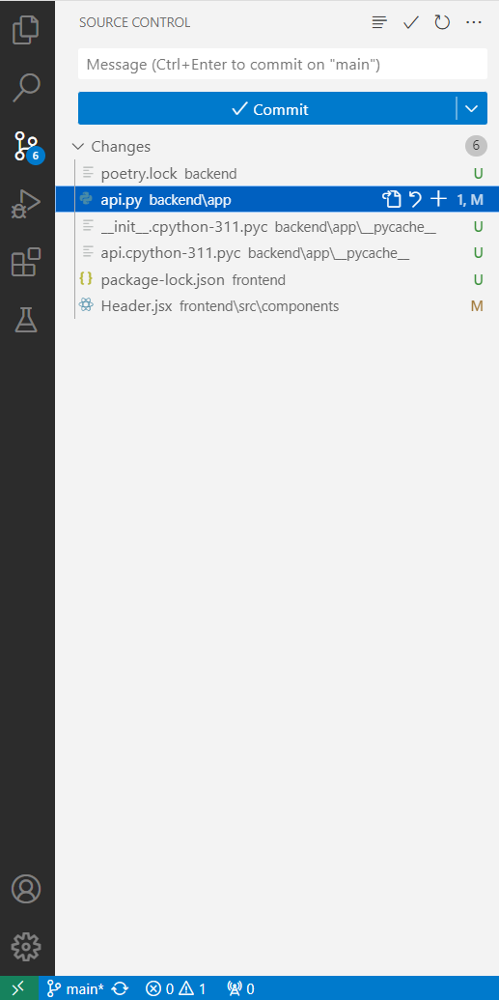 SOURCE CONTROL
Message (Ctrl+Enter to commit on "main")
Commit
Changes 6
poetry.lock backend U
api.py backend\app 1, M
__init__.cpython-311.pyc backend\app\__pycache__ U
api.cpython-311.pyc backend\app\__pycache__ U
package-lock.json frontend U
Header.jsx frontend\src\components M
6
main* 0 1 0